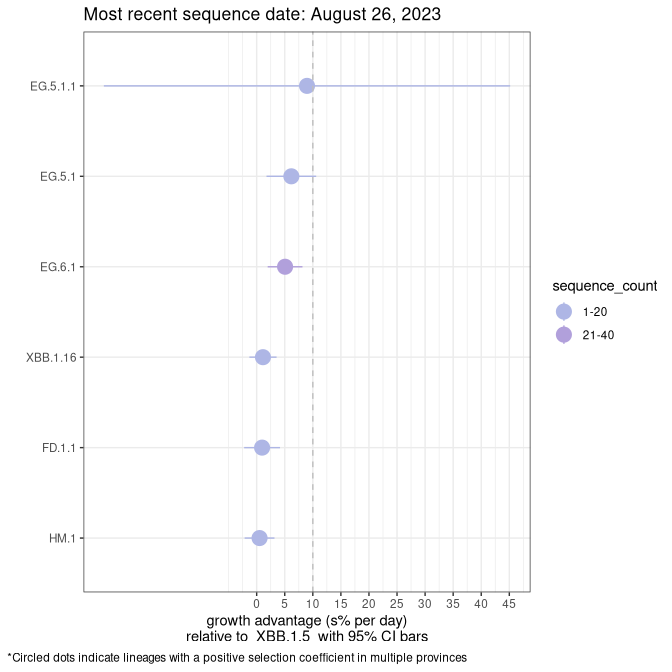 Most recent sequence date: August 26, 2023
EG.5.1.1
EG.5.1
EG.6.1
XBB.1.16
FD.1.1
HM.1
sequence_count
1-20
21-40
0 5 10 15 20 25 30 35 40 45
growth advantage (s% per day)
relative to XBB.1.5 with 95% CI bars
*Circled dots indicate lineages with a positive selection coefficient in multiple provinces